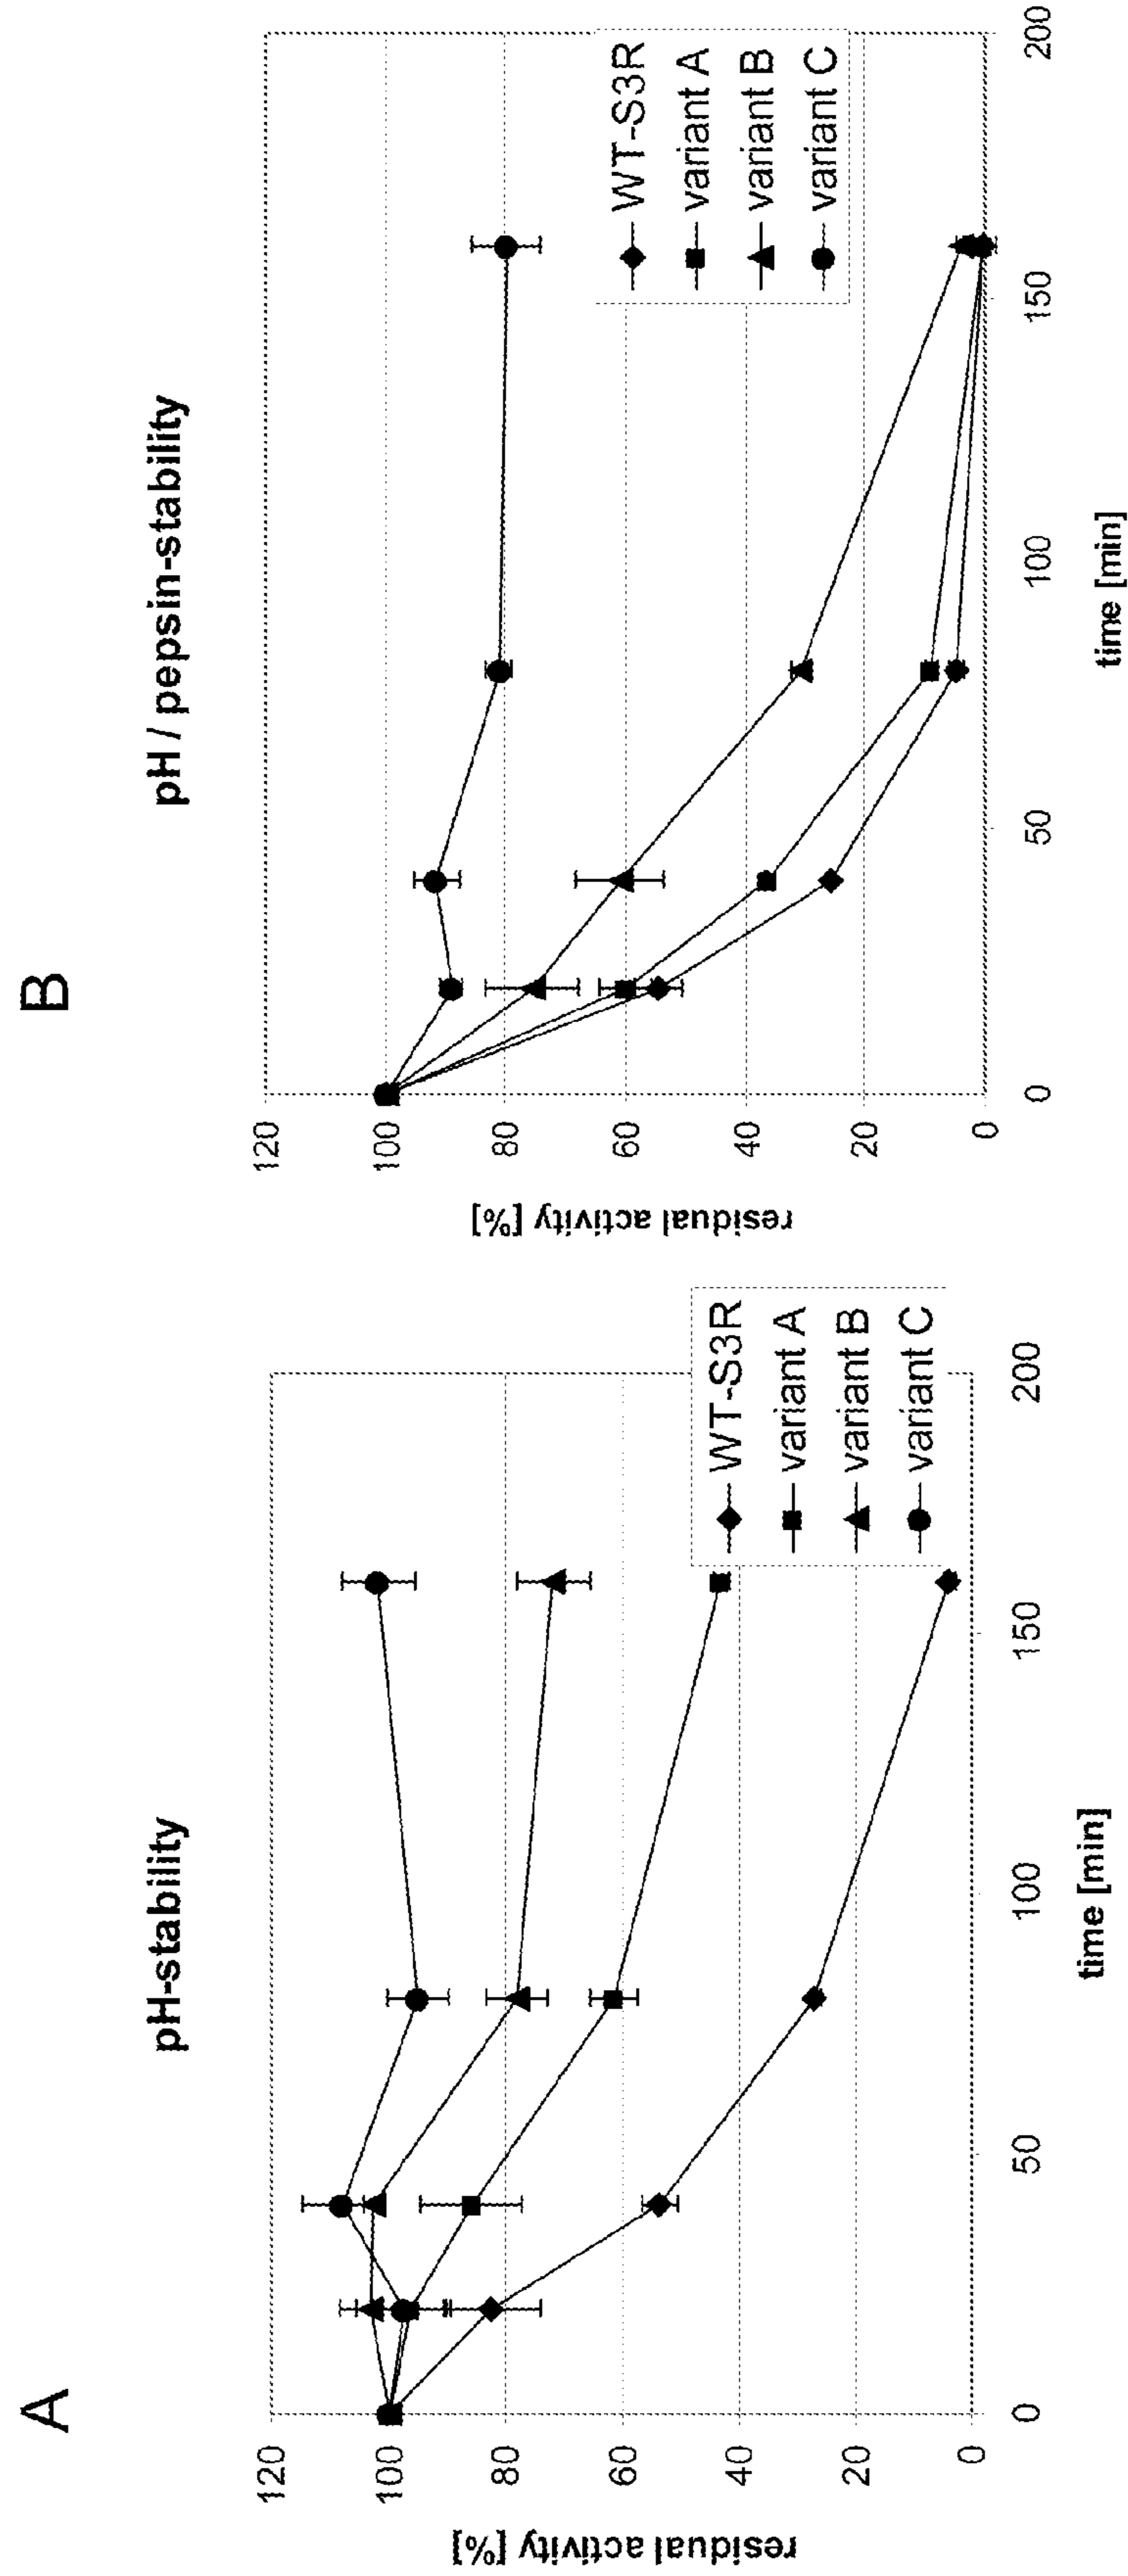 A
pH-stability
residual activity [%]
120
100
80
60
40
20
0
0
50
100
150
200
time [min]
WT-S3R
variant A
variant B
variant C
B
pH / pepsin-stability
residual activity [%]
120
100
80
60
40
20
0
0
50
100
150
200
time [min]
WT-S3R
variant A
variant B
variant C